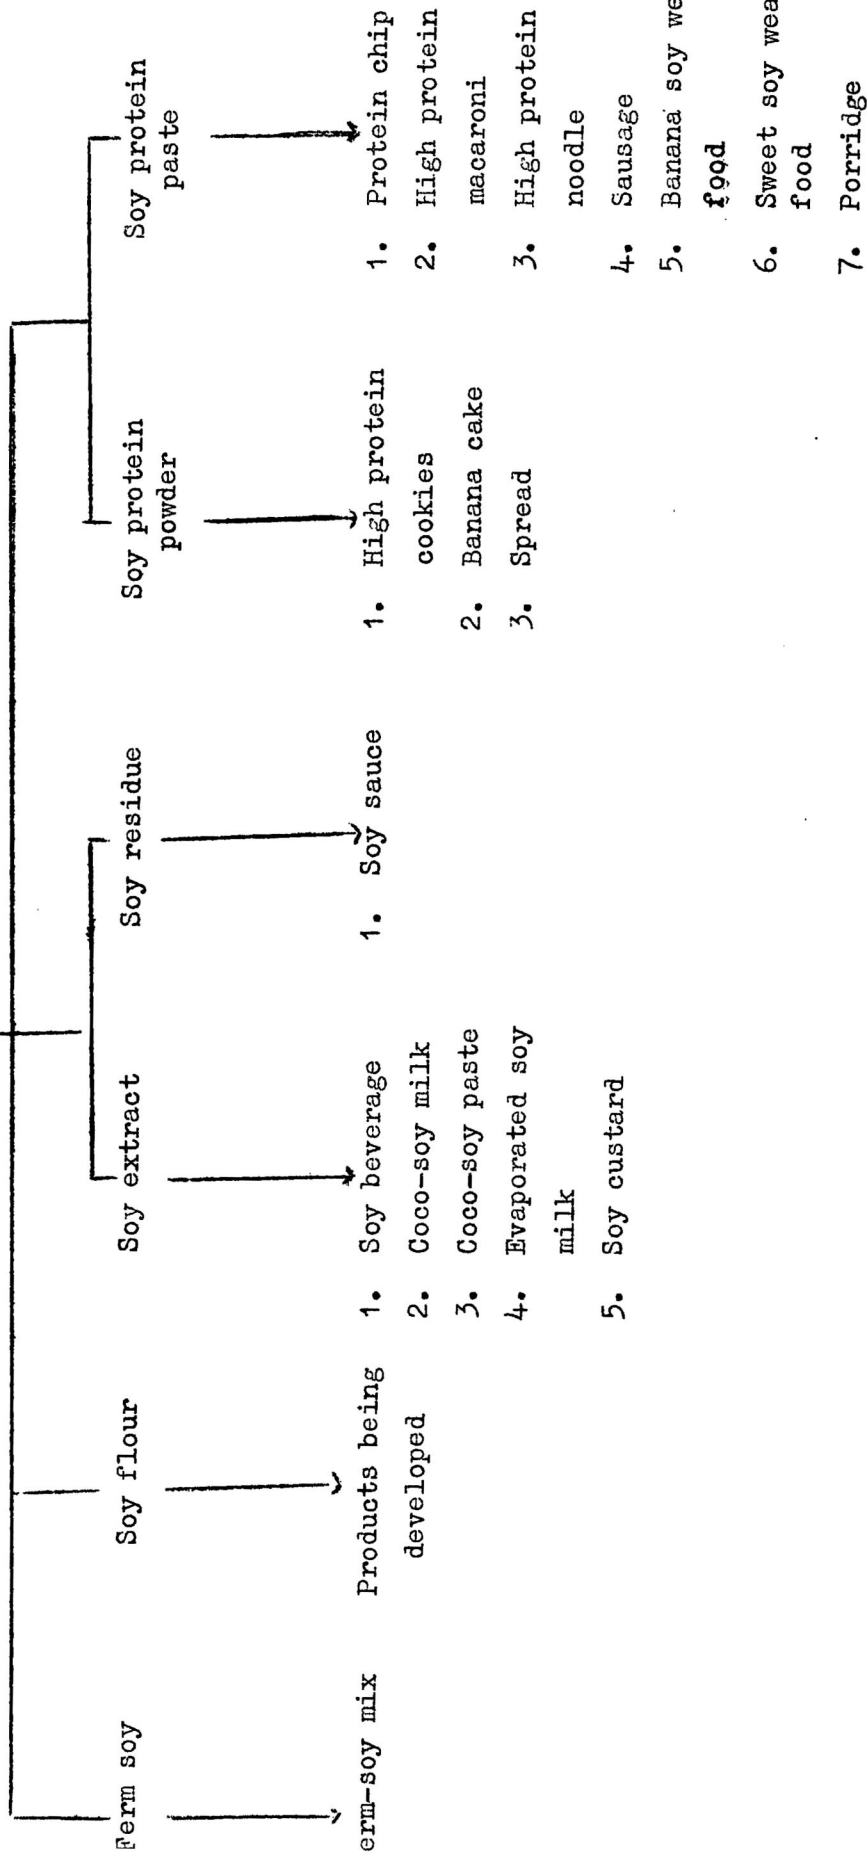 Ferm soy
erm-soy mix
Soy flour
Products being
developed
Soy extract
1. Soy beverage
2. Coco-soy milk
3. Coco-soy paste
4. Evaporated soy
milk
5. Soy custard
Soy residue
1. Soy sauce
Soy protein
powder
1. High protein
cookies
2. Banana cake
3. Spread
Soy protein
paste
1. Protein chip
2. High protein
macaroni
3. High protein
noodle
4. Sausage
5. Banana soy we
food
6. Sweet soy wea
food
7. Porridge